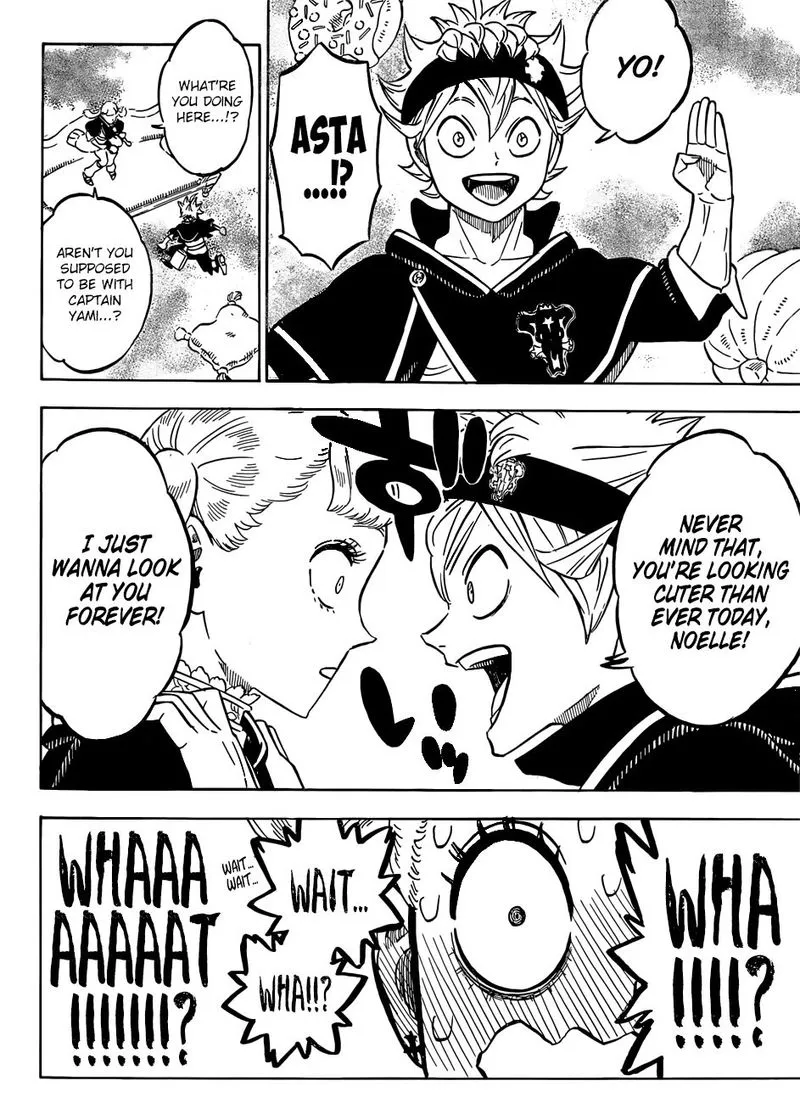 YO!
ASTA
.....!?
WHAT'RE
YOU DOING
HERE...!?
AREN'T YOU
SUPPOSED
TO BE WITH
CAPTAIN
YAMI...?
NEVER
MIND THAT,
YOU'RE LOOKING
CUTER THAN
EVER TODAY,
NOELLE!
I JUST
WANNA LOOK
AT YOU
FOREVER!
WHA
!!!!?
WAIT...
WHA!!?
WAIT...
WAIT...
WHAAA
AAAAAT
!!!!!!!?